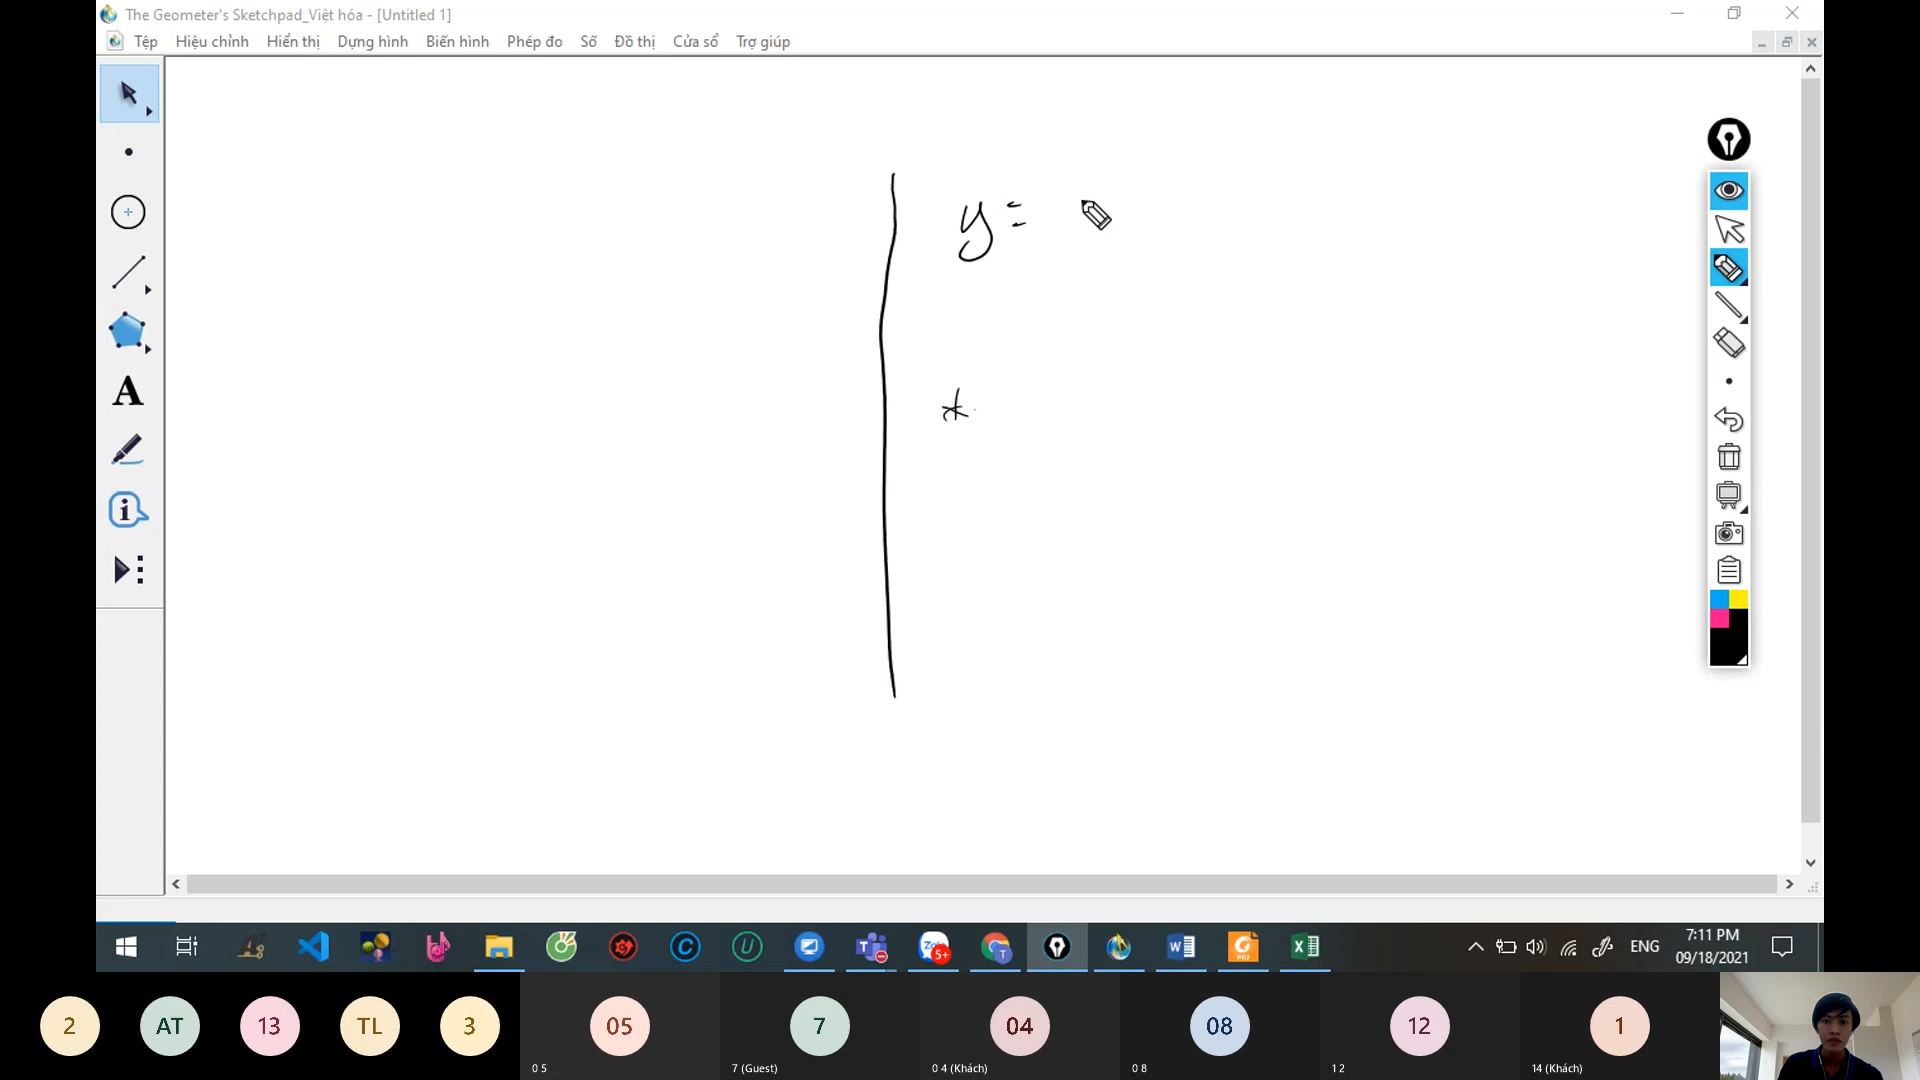 The Geometer's Sketchpad_Việt hóa - [Untitled 1]
Tệp Hiệu chỉnh Hiển thị Dựng hình Biến hình Phép đo Số Đồ thị Cửa sổ Trợ giúp
y =
*
A
i
Zalo
5+
T
ENG
7:11 PM
09/18/2021
2 AT 13 TL 3 05 7 04 08 12 1
0 5 7 (Guest) 0 4 (Khách) 0 8 1 2 14 (Khách)